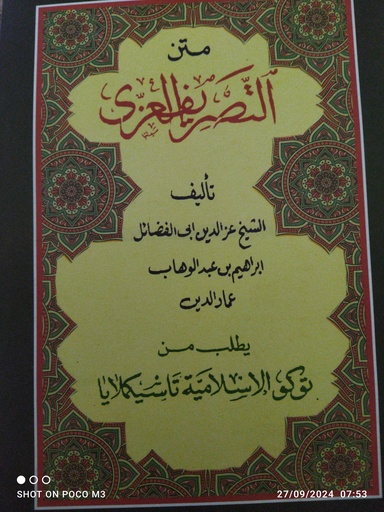 متن
التصريف العزى
تأليف
الشيخ عز الدين ابى الفضائل
ابراهيم بن عبد الوهاب
عماد الدين
يطلب من
توكو الإسلامية تاسيكملايا
SHOT ON POCO M3
27/09/2024 07:53